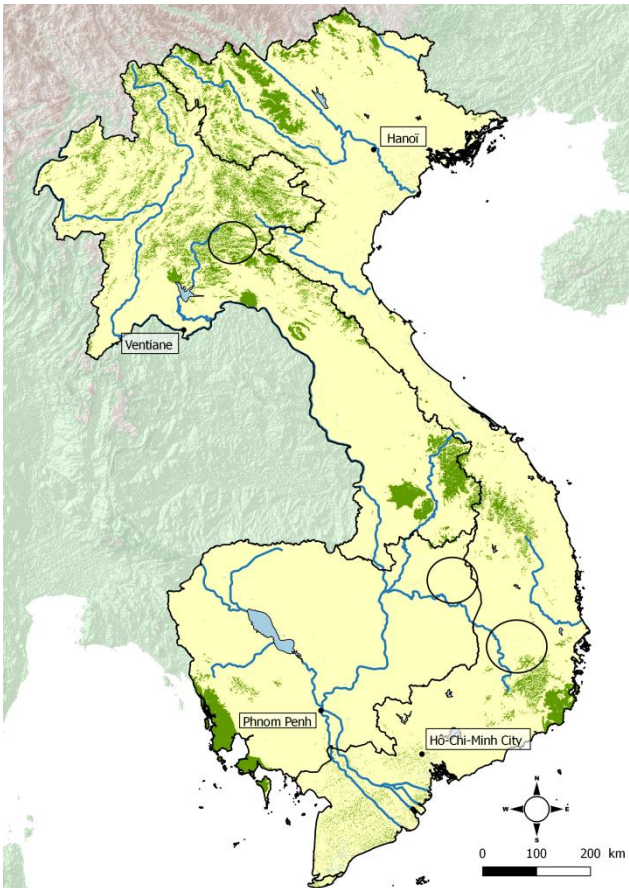 Hanoï
Ventiane
Phnom Penh
Hô-Chi-Minh City
N
W E
S
0 100 200 km